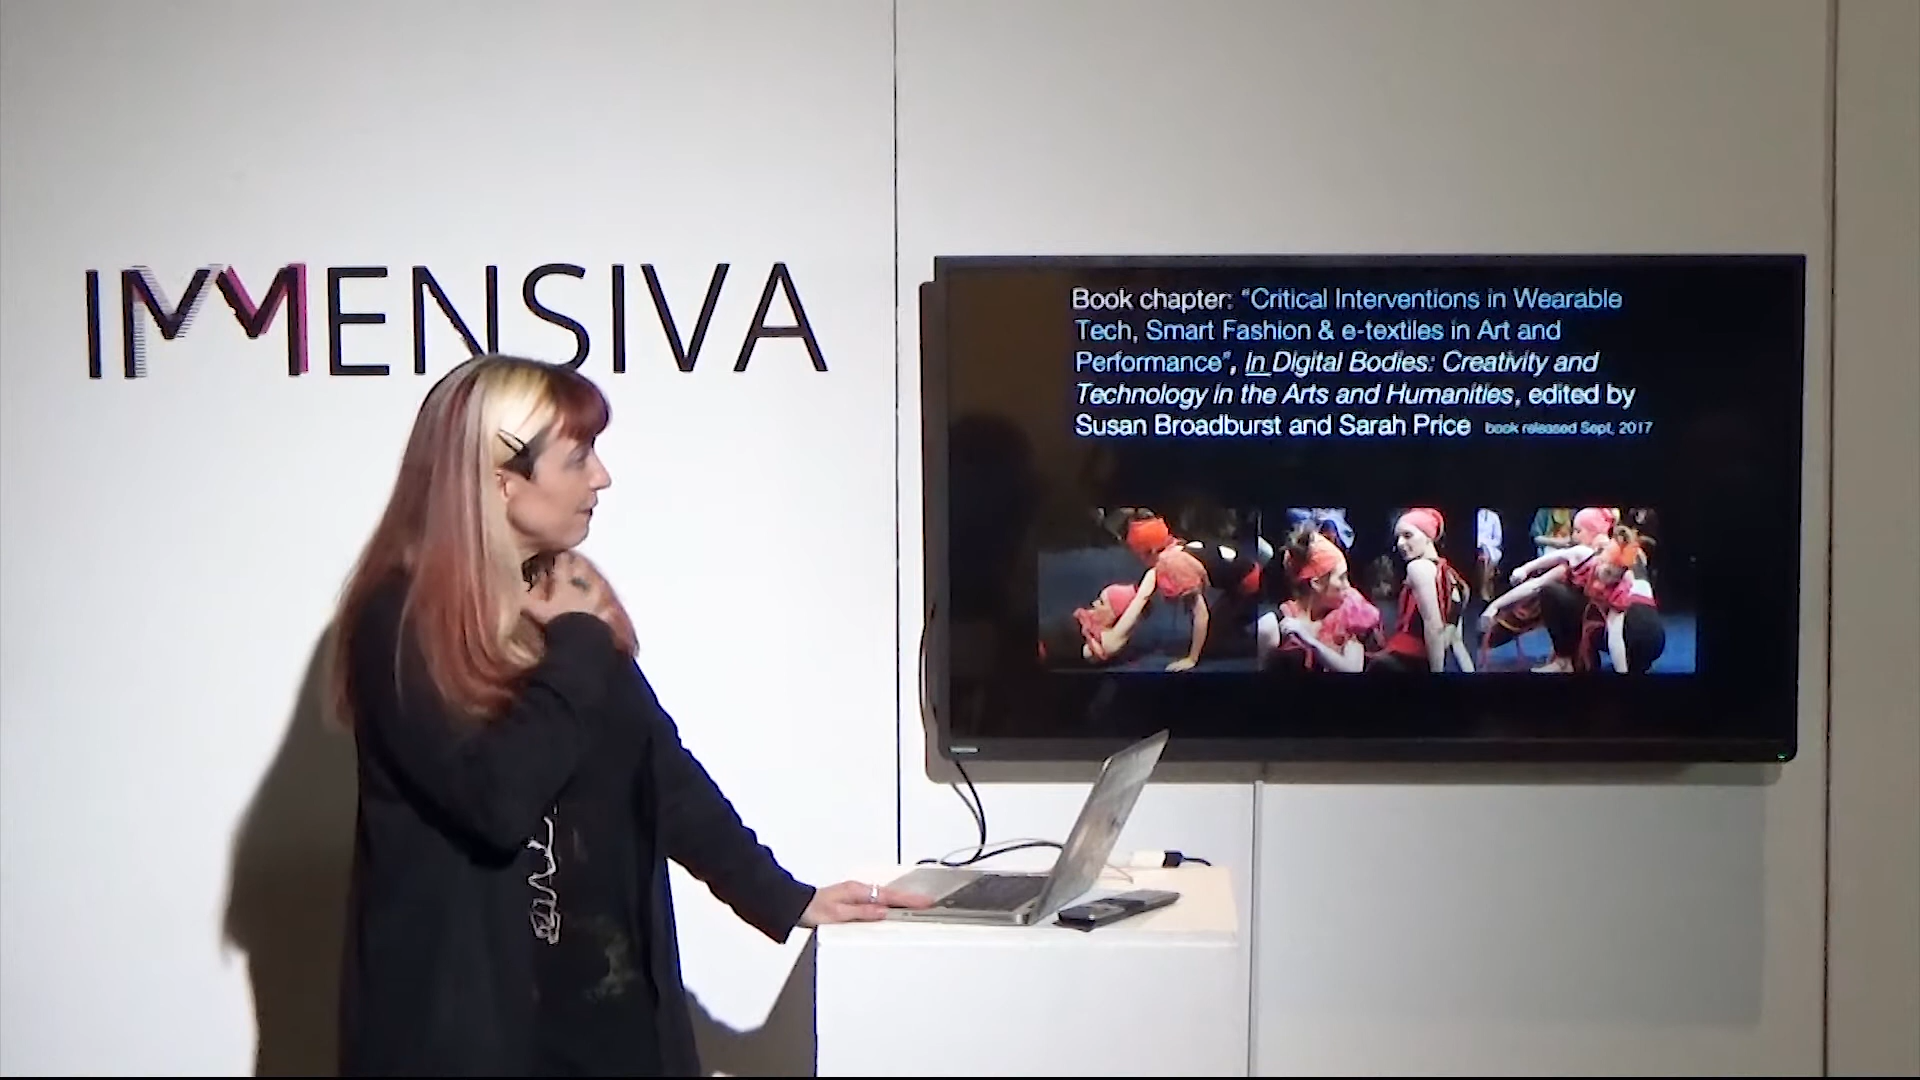 IMMENSIVA
Book chapter: "Critical Interventions in Wearable
Tech, Smart Fashion & e-textiles in Art and
Performance", In Digital Bodies: Creativity and
Technology in the Arts and Humanities, edited by
Susan Broadburst and Sarah Price book released Sept, 2017